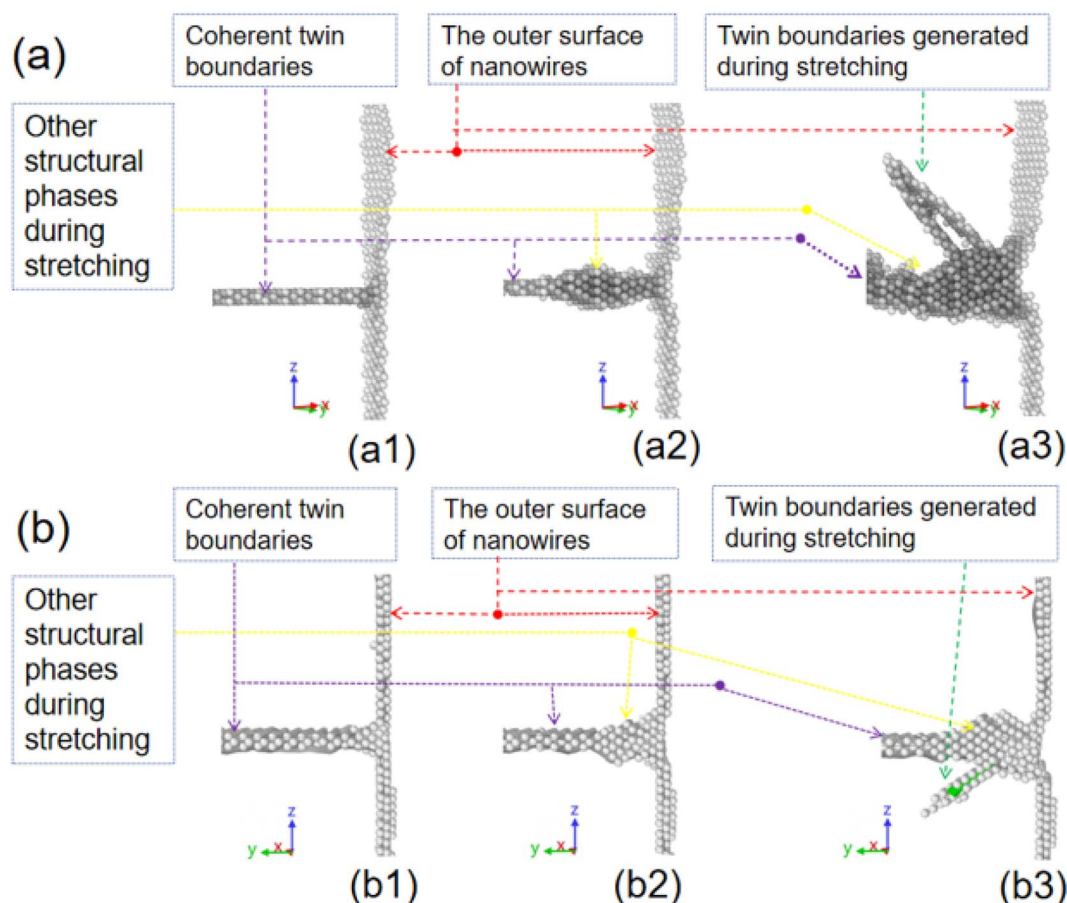 (a)
Coherent twin
boundaries
The outer surface
of nanowires
Twin boundaries generated
during stretching
Other
structural
phases
during
stretching
z
x
y
z
x
y
z
x
y
(a1)
(a2)
(a3)
(b)
Coherent twin
boundaries
The outer surface
of nanowires
Twin boundaries generated
during stretching
Other
structural
phases
during
stretching
z
y
x
z
y
x
z
y
x
(b1)
(b2)
(b3)